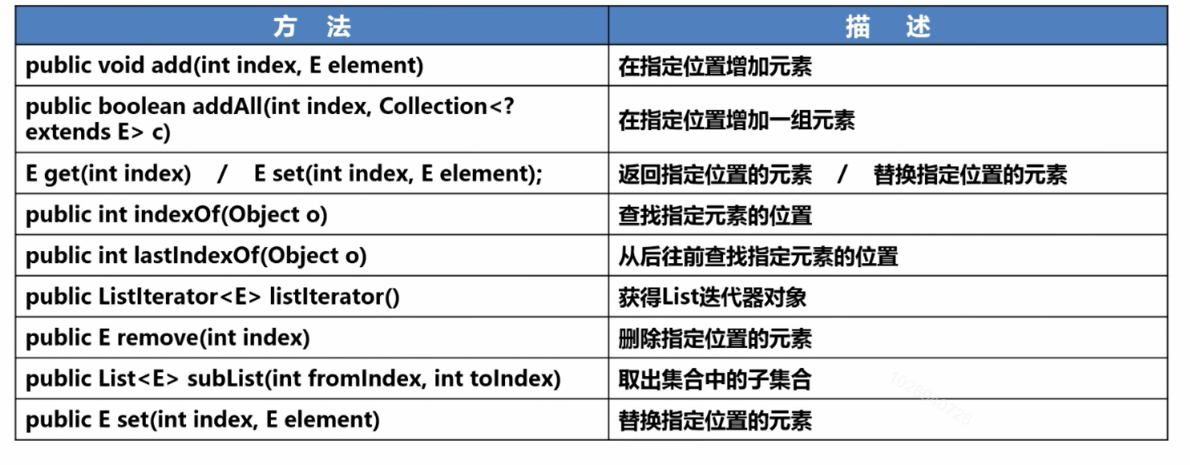 方 法 描 述
public void add(int index, E element) 在指定位置增加元素
public boolean addAll(int index, Collection<?
extends E> c) 在指定位置增加一组元素
E get(int index) / E set(int index, E element); 返回指定位置的元素 / 替换指定位置的元素
public int indexOf(Object o) 查找指定元素的位置
public int lastIndexOf(Object o) 从后往前查找指定元素的位置
public ListIterator<E> listIterator() 获得List迭代器对象
public E remove(int index) 删除指定位置的元素
public List<E> subList(int fromIndex, int toIndex) 取出集合中的子集合
public E set(int index, E element) 替换指定位置的元素